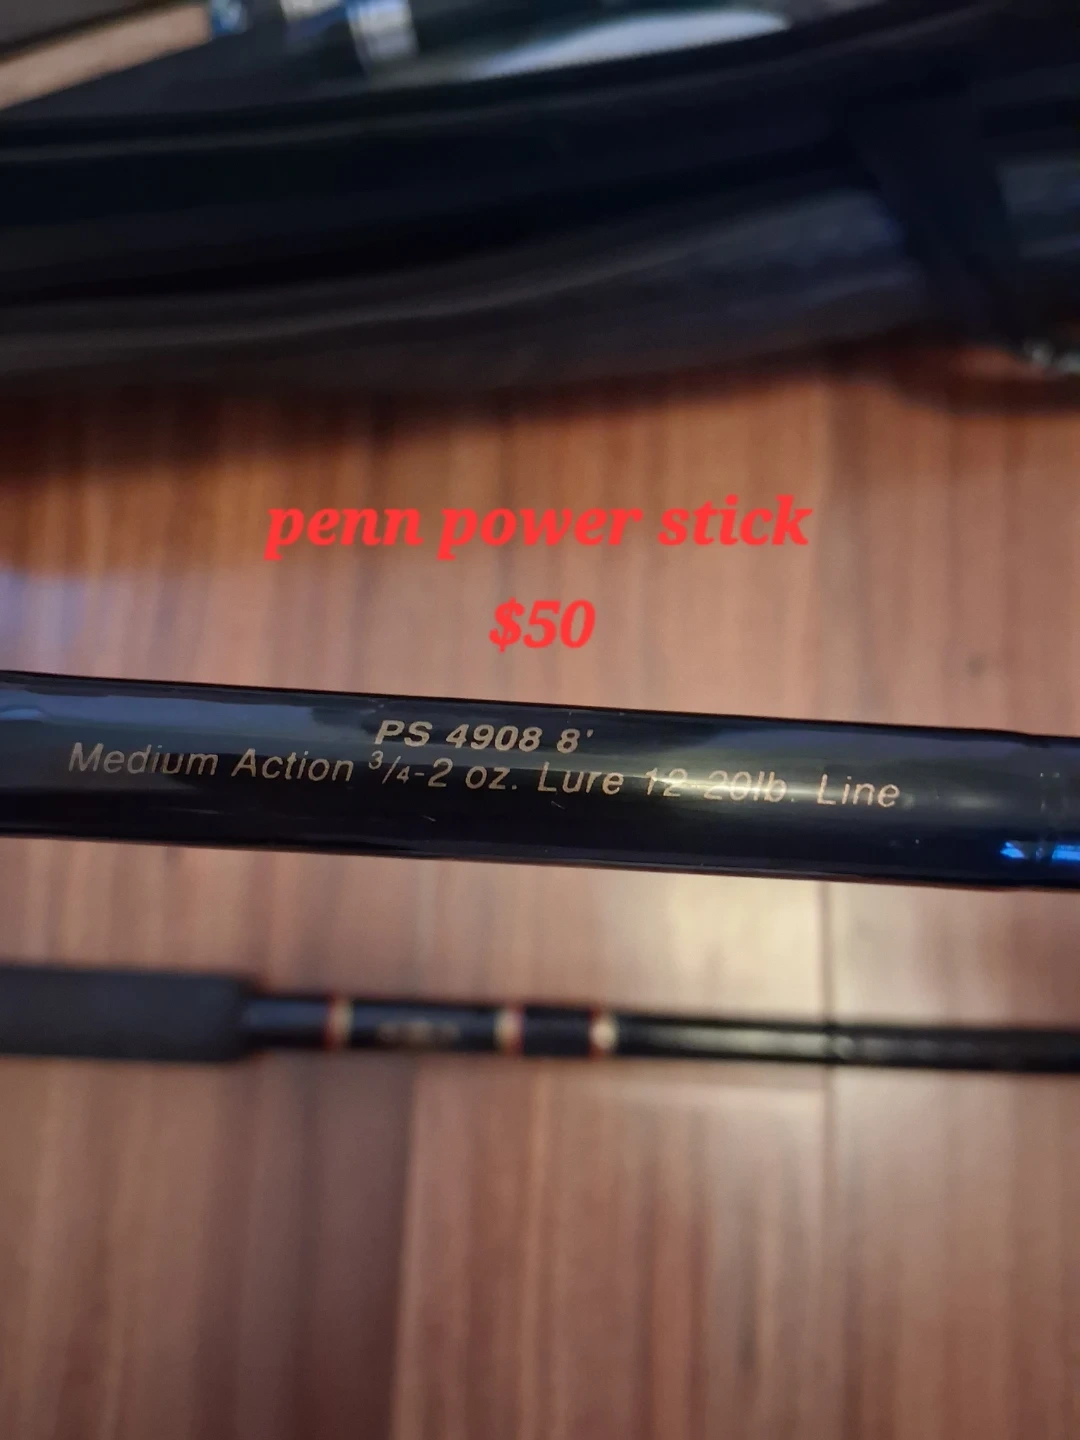 penn power stick
$50
PS 4908 8'
Medium Action 3/4-2 oz. Lure 12-20lb. Line